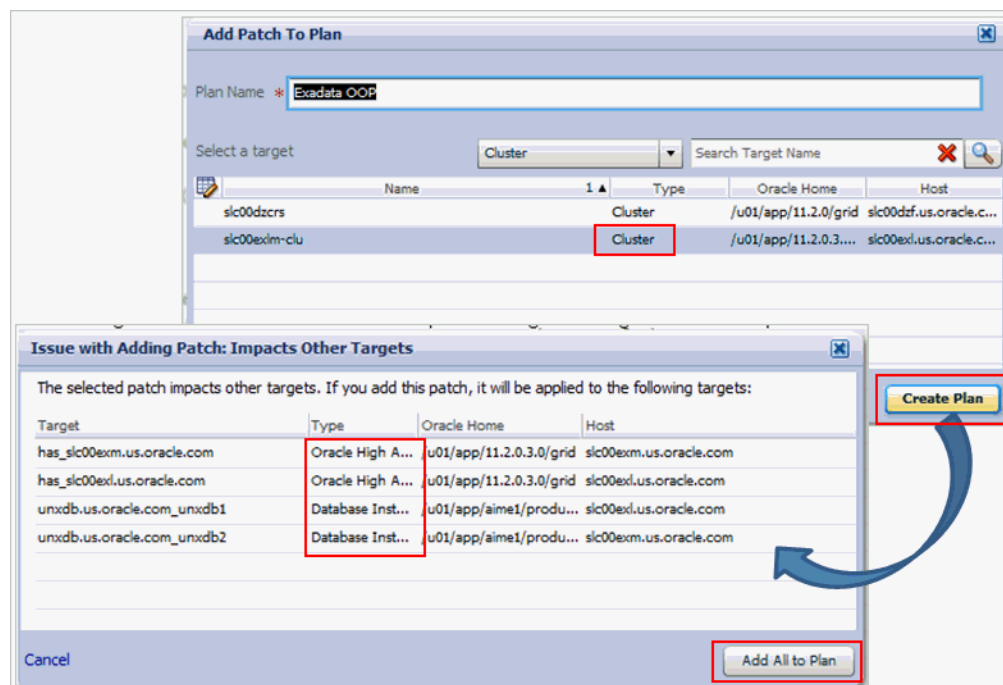 Add Patch To Plan
Plan Name * Exadata OOP
Select a target Cluster Search Target Name
Name 1 Type Oracle Home Host
slc00dzcrs Cluster /u01/app/11.2.0/grid slc00dzf.us.oracle.c...
slc00exlm-clu Cluster /u01/app/11.2.0.3.... slc00exl.us.oracle.c...
Issue with Adding Patch: Impacts Other Targets
The selected patch impacts other targets. If you add this patch, it will be applied to the following targets:
Create Plan
Target Type Oracle Home Host
has_slc00exm.us.oracle.com Oracle High A... /u01/app/11.2.0.3.0/grid slc00exm.us.oracle.com
has_slc00exl.us.oracle.com Oracle High A... /u01/app/11.2.0.3.0/grid slc00exl.us.oracle.com
unxdb.us.oracle.com_unxdb1 Database Inst... /u01/app/aime1/produ... slc00exl.us.oracle.com
unxdb.us.oracle.com_unxdb2 Database Inst... /u01/app/aime1/produ... slc00exm.us.oracle.com
Cancel Add All to Plan